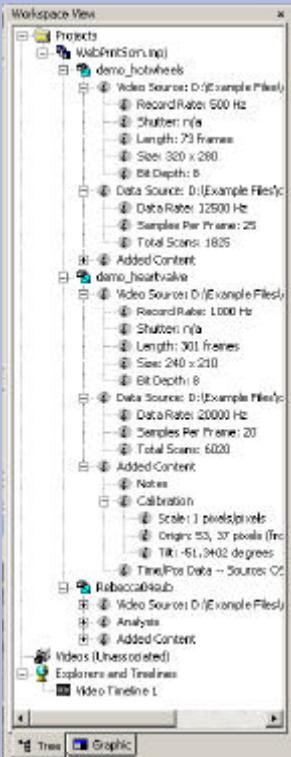 Workspace View
Projects
WebPrintScrn.mpj
demo_hotwheels
Video Source: D:\Example Files\
Record Rate: 500 Hz
Shutter: n/a
Length: 73 frames
Size: 320 x 280
Bit Depth: 8
Data Source: D:\Example Files\c
Data Rate: 12500 Hz
Samples Per Frame: 25
Total Scans: 1825
Added Content
demo_heartvalve
Video Source: D:\Example Files\
Record Rate: 1000 Hz
Shutter: n/a
Length: 301 frames
Size: 240 x 210
Bit Depth: 8
Data Source: D:\Example Files\c
Data Rate: 20000 Hz
Samples Per Frame: 20
Total Scans: 6020
Added Content
Notes
Calibration
Scale: 1 pixels/pixels
Origin: 53, 37 pixels (frc
Tilt: -51.3402 degrees
Time/Pos Data -- Source: OS
Rebecca04sub
Video Source: D:\Example Files\
Analysis
Added Content
Videos (Unassociated)
Explorers and Timelines
Video Timeline 1
Tree Graphic